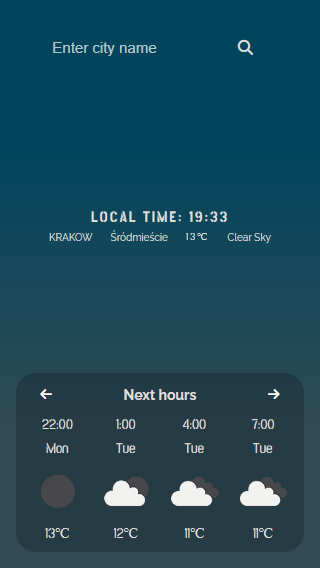 Enter city name
LOCAL TIME: 19:33
KRAKOW Śródmieście 13°C Clear Sky
Next hours
22:00 1:00 4:00 7:00
Mon Tue Tue Tue
13°C 12°C 11°C 11°C